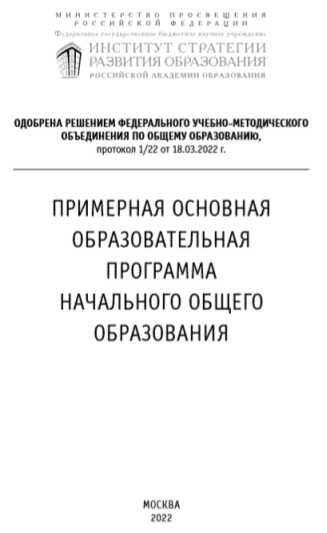 МИНИСТЕРСТВО ПРОСВЕЩЕНИЯ
РОССИЙСКОЙ ФЕДЕРАЦИИ
Федеральное государственное бюджетное научное учреждение
ИНСТИТУТ СТРАТЕГИИ
РАЗВИТИЯ ОБРАЗОВАНИЯ
РОССИЙСКОЙ АКАДЕМИИ ОБРАЗОВАНИЯ
ОДОБРЕНА РЕШЕНИЕМ ФЕДЕРАЛЬНОГО УЧЕБНО-МЕТОДИЧЕСКОГО
ОБЪЕДИНЕНИЯ ПО ОБЩЕМУ ОБРАЗОВАНИЮ,
протокол 1/22 от 18.03.2022 г.
ПРИМЕРНАЯ ОСНОВНАЯ
ОБРАЗОВАТЕЛЬНАЯ
ПРОГРАММА
НАЧАЛЬНОГО ОБЩЕГО
ОБРАЗОВАНИЯ
МОСКВА
2022